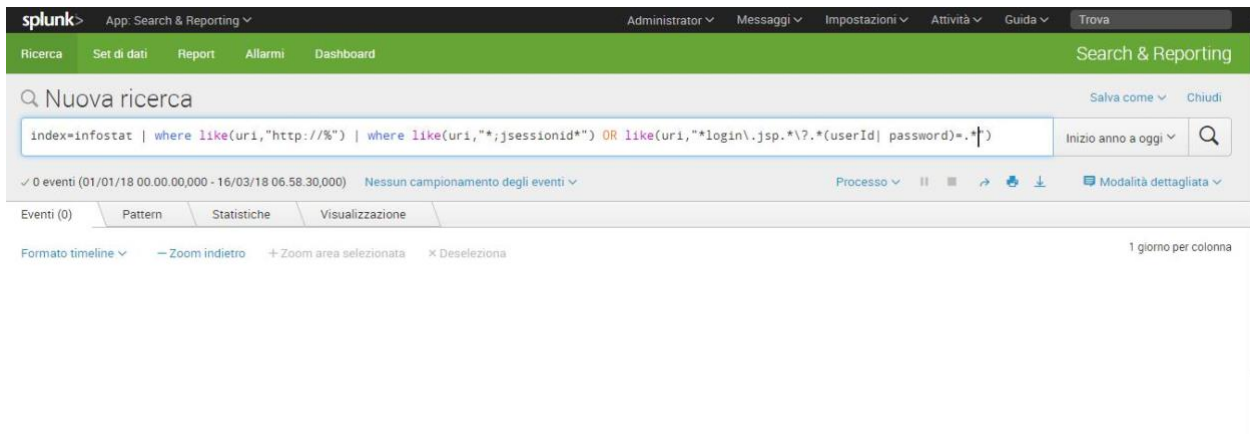 splunk> App: Search & Reporting Administrator Messaggi Impostazioni Attività Guida Trova
Ricerca Set di dati Report Allarmi Dashboard Search & Reporting
Nuova ricerca Salva come Chiudi
index=infostat | where like(uri,"http://%") | where like(uri,"*;jsessionid*") OR like(uri,"*login\.jsp.*\?.*(userId| password)=.*") Inizio anno a oggi
0 eventi (01/01/18 00.00.00,000 - 16/03/18 06.58.30,000) Nessun campionamento degli eventi Processo Modalità dettagliata
Eventi (0) Pattern Statistiche Visualizzazione
Formato timeline — Zoom indietro + Zoom area selezionata × Deseleziona 1 giorno per colonna